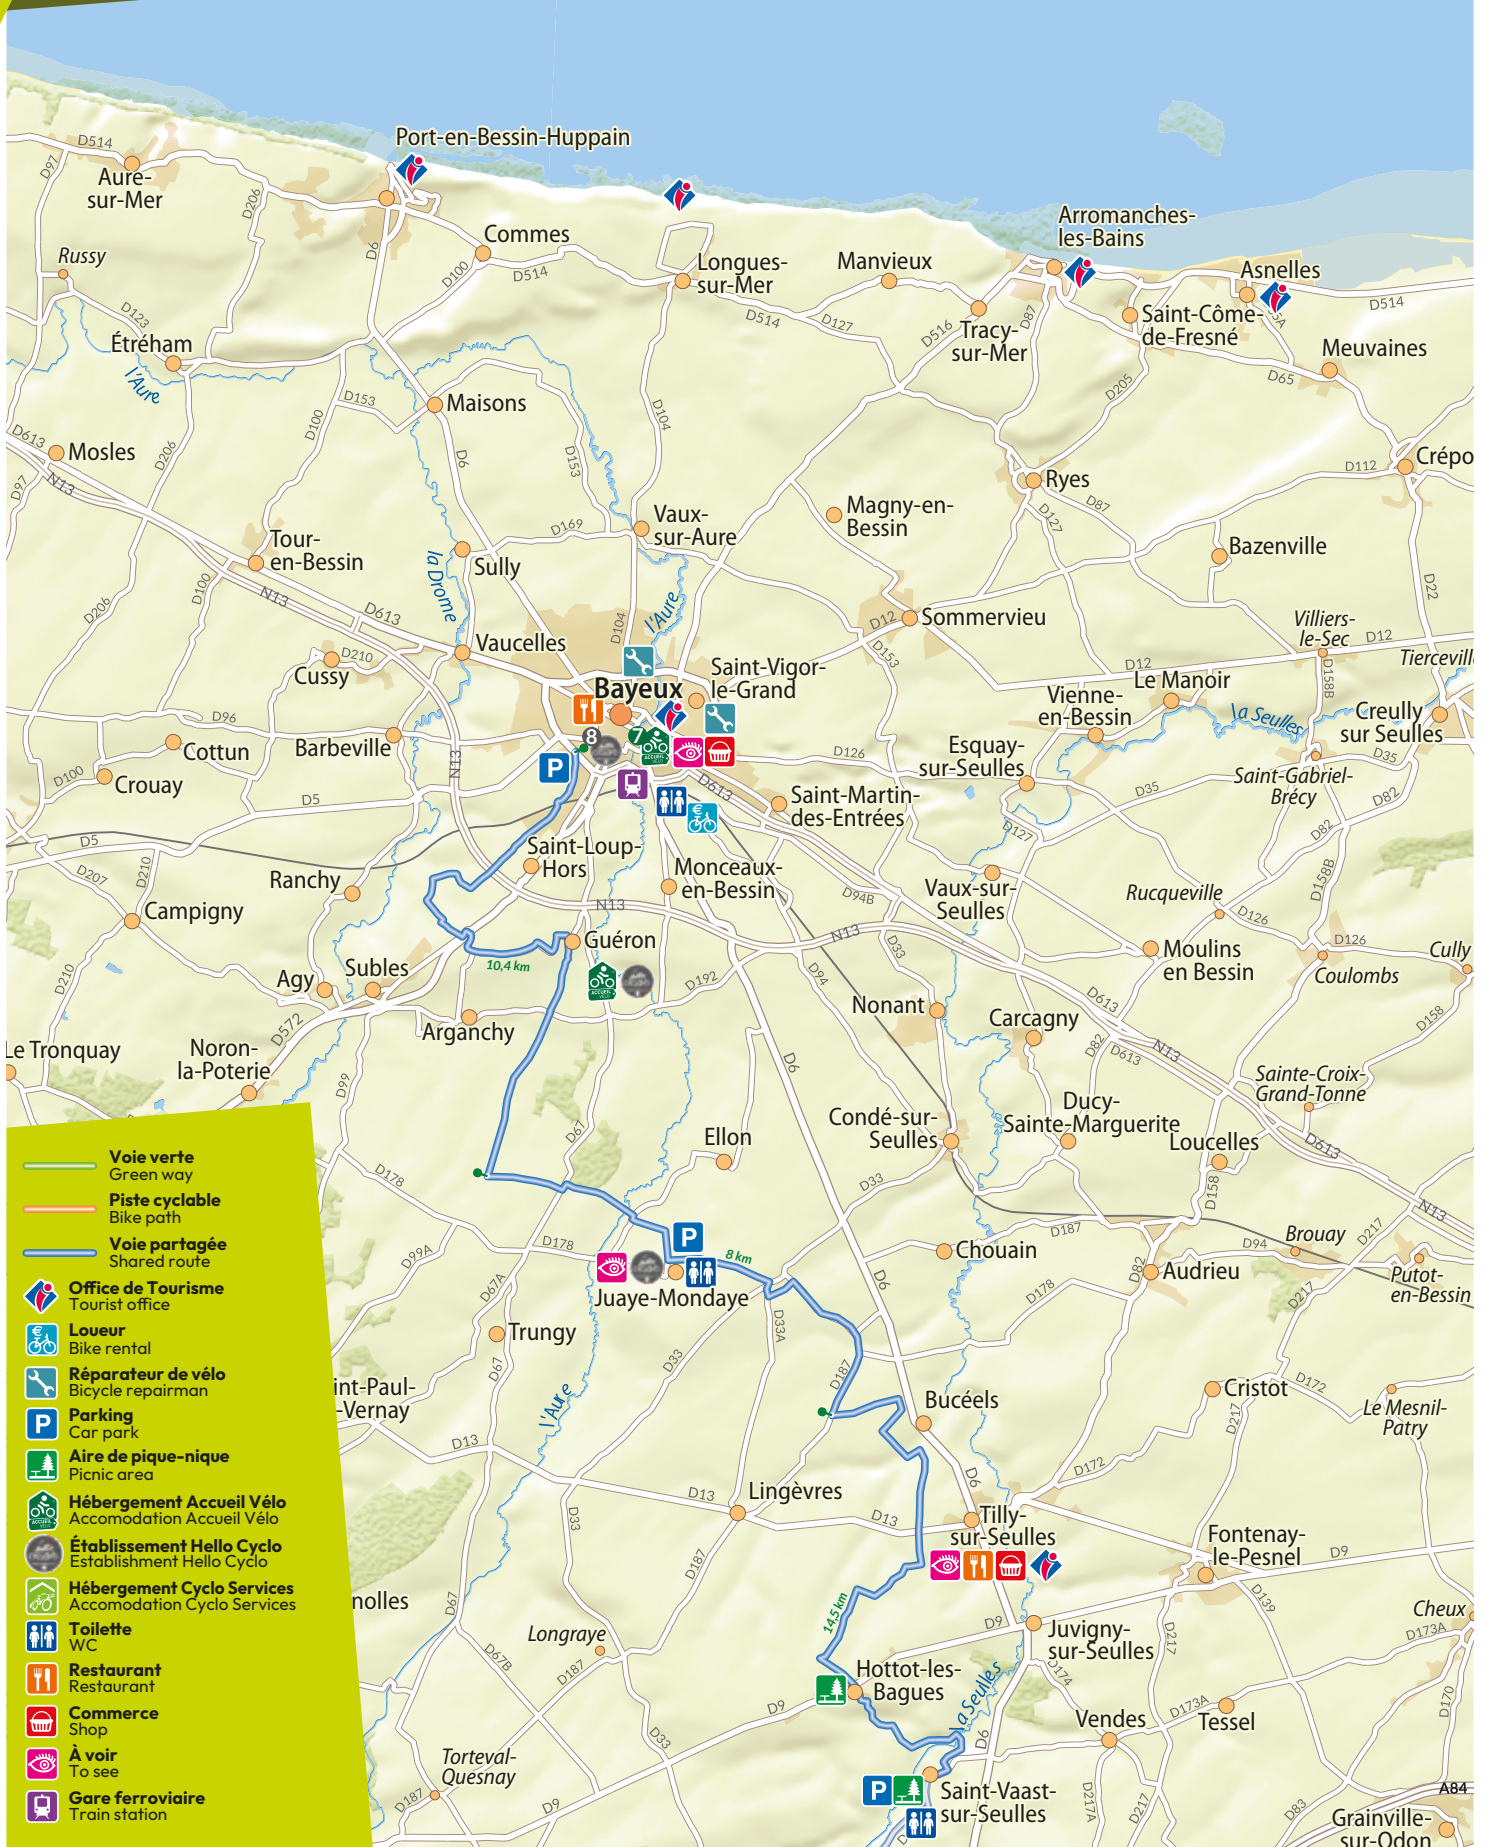 Port-en-Bessin-Huppain
D514
D97
Aure-
sur-Mer
D206
Arromanches-
les-Bains
Commes
D6
Russy
D100
D514
Longues-
sur-Mer
Manvieux
Asnelles
D514
D123
D514
D127
D516
D87
Saint-Côme-
de-Fresné
Tracy-
sur-Mer
Étréham
Meuvaines
l'Aure
D65
D205
D153
D100
Maisons
D104
D613
Mosles
D206
D6
D153
D112
Crépo
N13
D97
Ryes
D87
Magny-en-
Bessin
D127
Vaux-
sur-Aure
D169
Tour-
en-Bessin
Sully
Bazenville
la Drome
D100
N13
D613
D206
D22
l'Aure
D104
D12
Sommervieu
Villiers-
le-Sec
D12
Vaucelles
D210
Cussy
D153
Saint-Vigor-
le-Grand
D12
D158B
Tierceville
Bayeux
Le Manoir
Vienne-
en-Bessin
La Seulles
Creully
sur Seulles
D96
Cottun
Barbeville
8
7
D126
Esquay-
sur-Seulles
D35
N13
D100
Crouay
P
Saint-Gabriel-
Brécy
D5
D613
Saint-Martin-
des-Entrées
D35
D82
D127
D82
D5
Saint-Loup-
Hors
D207
D210
Ranchy
Monceaux-
en-Bessin
Vaux-sur-
Seulles
D158B
Rucqueville
D94B
Campigny
N13
D126
Guéron
N13
D33
D126
Moulins
en Bessin
Cully
10,4 km
Coulombs
D210
Agy
Subles
D192
D94
Nonant
D613
Arganchy
Carcagny
D158
D572
Le Tronquay
Noron-
la-Poterie
D82
D613
N13
D6
D99
Sainte-Croix-
Grand-Tonne
Ducy-
Sainte-Marguerite
Condé-sur-
Seulles
D67
Ellon
Loucelles
D613
D178
D33
D158
D187
N13
P
D217
Brouay
D178
D99A
8 km
Chouain
D94
D82
Audrieu
Putot-
en-Bessin
D6
D67A
Juaye-Mondaye
D178
D217
D33A
Trungy
D33
D67
D187
int-Paul-
-Vernay
Cristot
D172
l'Aure
Bucéels
Le Mesnil-
Patry
D217
D13
D172
D6
D13
Lingèvres
D33
D13
Tilly-
sur-Seulles
Fontenay-
le-Pesnel
D9
D187
nolles
D67
D139
14,5 km
Cheux
Longraye
D9
Juvigny-
sur-Seulles
D217
D173A
D67B
D187
Hottot-les-
Bagues
D174
La Seulles
D173A
D170
D9
Tessel
Vendes
D33
D6
Torteval-
Quesnay
P
Saint-Vaast-
sur-Seulles
A84
D187
D9
D217A
D217
D83
Grainville-
sur-Odon
Voie verte
Green way
Piste cyclable
Bike path
Voie partagée
Shared route
Office de Tourisme
Tourist office
Loueur
Bike rental
Réparateur de vélo
Bicycle repairman
P
Parking
Car park
Aire de pique-nique
Picnic area
Hébergement Accueil Vélo
Accomodation Accueil Vélo
Établissement Hello Cyclo
Establishment Hello Cyclo
Hébergement Cyclo Services
Accomodation Cyclo Services
Toilette
WC
Restaurant
Restaurant
Commerce
Shop
À voir
To see
Gare ferroviaire
Train station